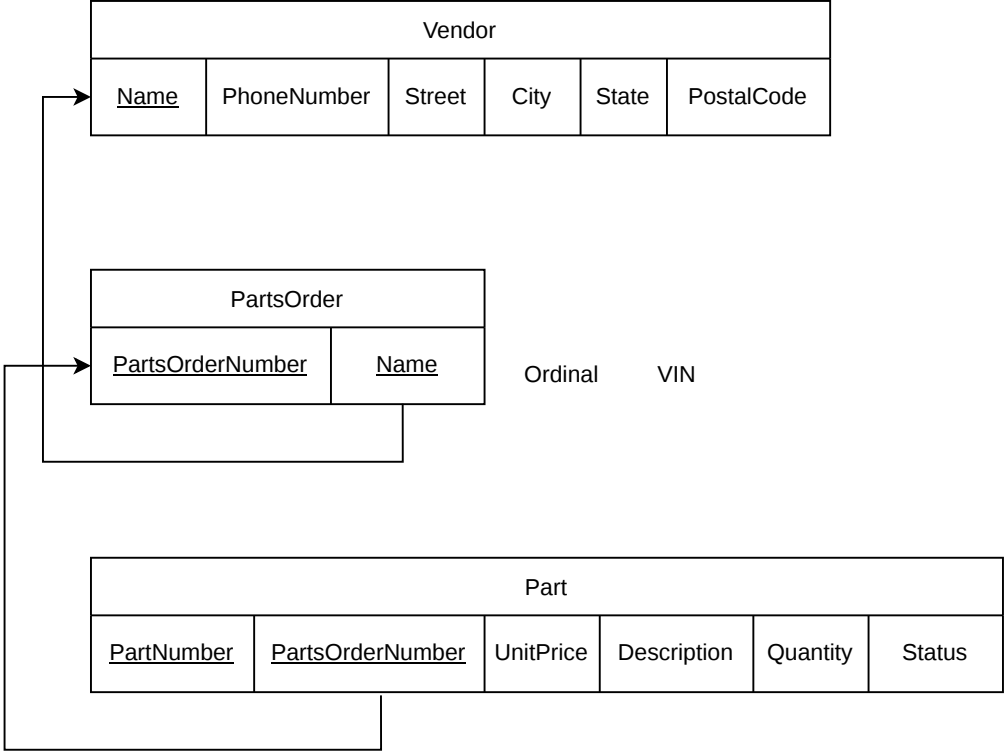 Vendor
Name PhoneNumber Street City State PostalCode
PartsOrder
PartsOrderNumber Name Ordinal VIN
Part
PartNumber PartsOrderNumber UnitPrice Description Quantity Status